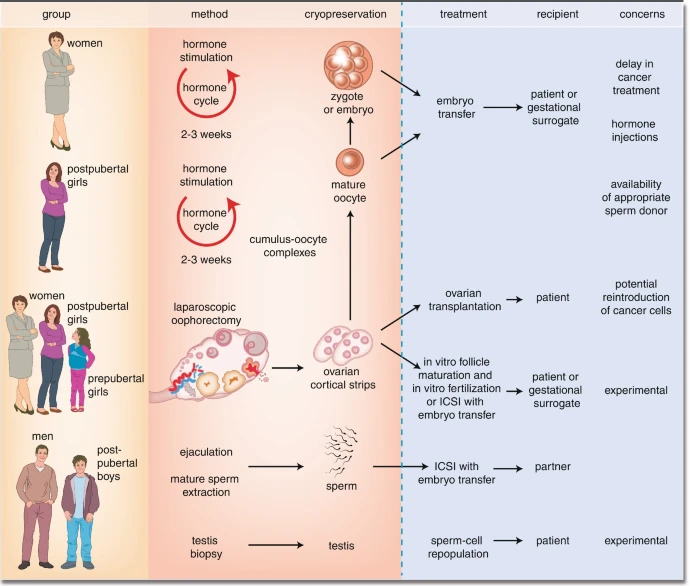 group method cryopreservation treatment recipient concerns
women
hormone
stimulation
hormone
cycle
2-3 weeks
zygote
or embryo
embryo
transfer
patient or
gestational
surrogate
delay in
cancer
treatment
hormone
injections
postpubertal
girls
hormone
stimulation
hormone
cycle
2-3 weeks
mature
oocyte
cumulus-oocyte
complexes
availability
of appropriate
sperm donor
women
postpubertal
girls
prepubertal
girls
laparoscopic
oophorectomy
ovarian
cortical strips
ovarian
transplantation
patient
potential
reintroduction
of cancer cells
in vitro follicle
maturation and
in vitro fertilization
or ICSI with
embryo transfer
patient or
gestational
surrogate
experimental
men
post-
pubertal
boys
ejaculation
mature sperm
extraction
sperm
ICSI with
embryo transfer
partner
testis
biopsy
testis
sperm-cell
repopulation
patient
experimental